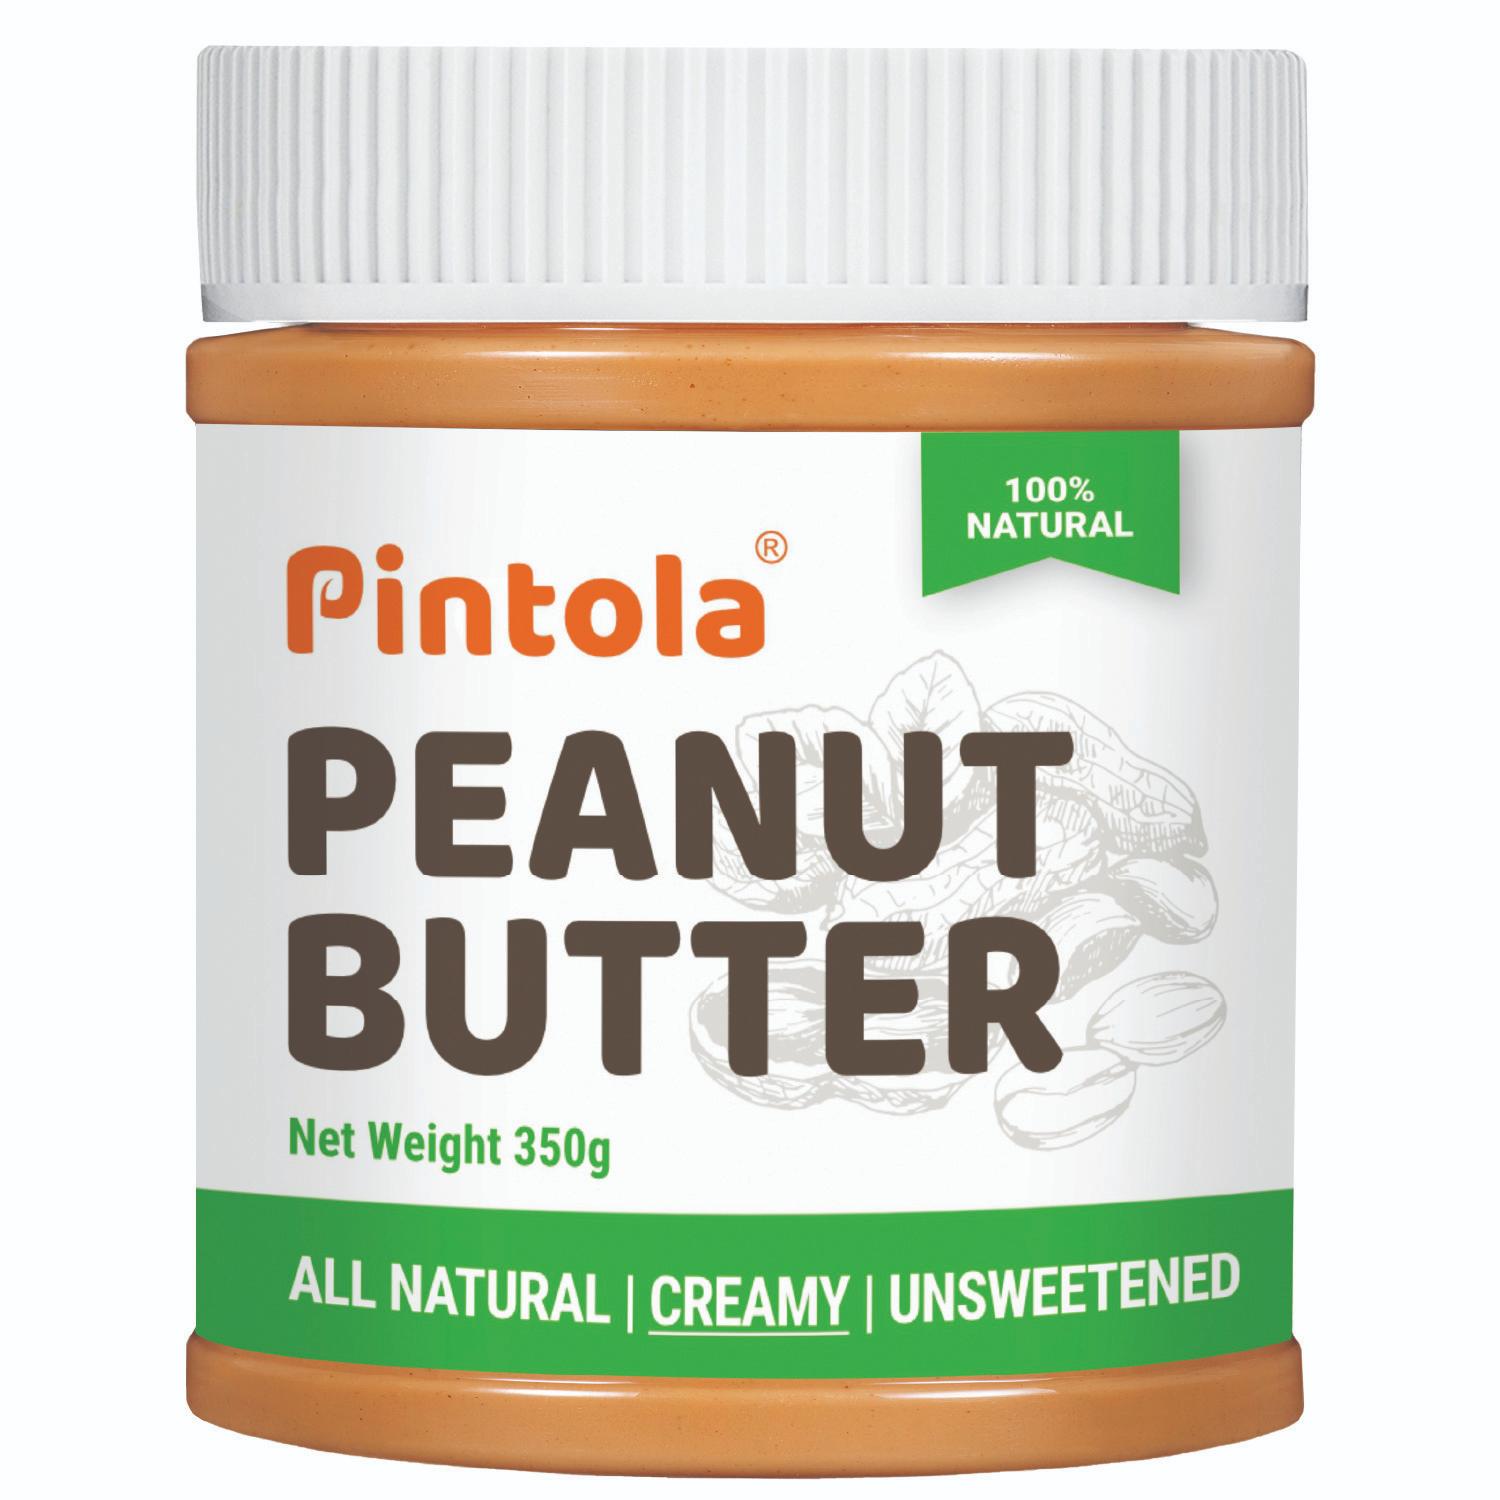 100%
NATURAL
Pintola®
PEANUT
BUTTER
Net Weight 350g
ALL NATURAL | CREAMY | UNSWEETENED